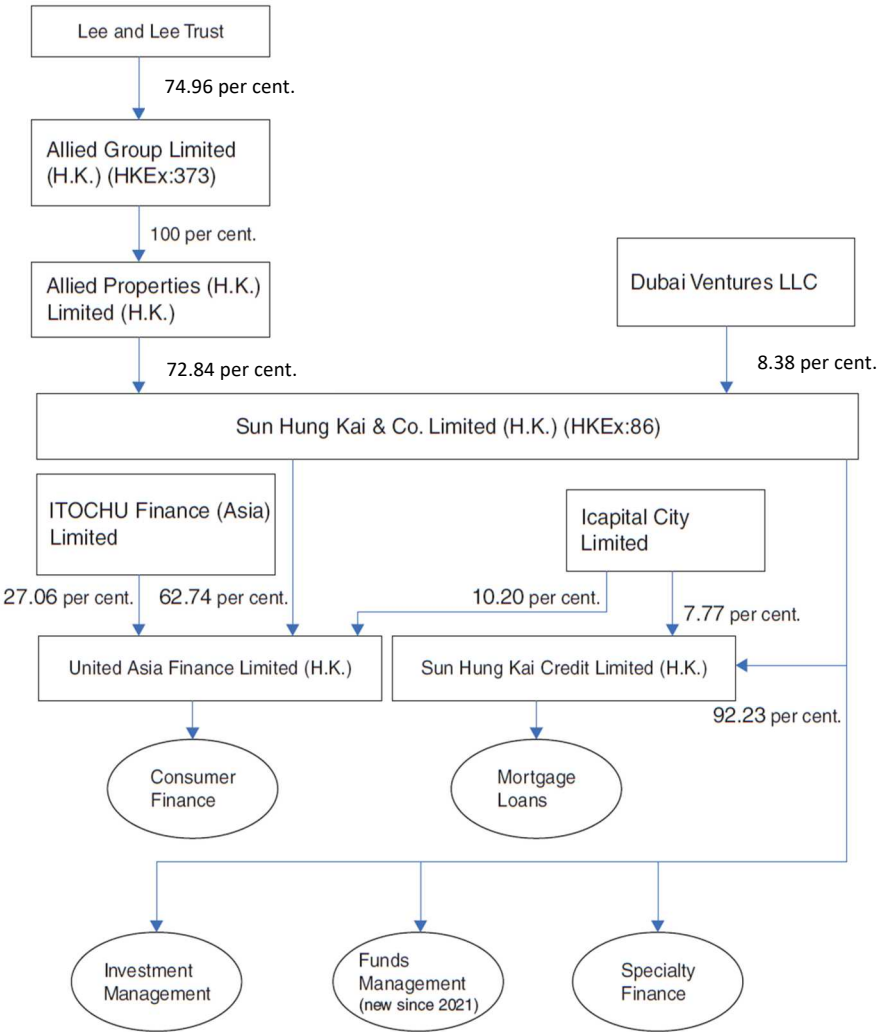 Lee and Lee Trust
74.96 per cent.
Allied Group Limited
(H.K.) (HKEx:373)
100 per cent.
Allied Properties (H.K.)
Limited (H.K.)
Dubai Ventures LLC
72.84 per cent.
8.38 per cent.
Sun Hung Kai & Co. Limited (H.K.) (HKEx:86)
ITOCHU Finance (Asia)
Limited
Icapital City
Limited
27.06 per cent.
62.74 per cent.
10.20 per cent.
7.77 per cent.
United Asia Finance Limited (H.K.)
Sun Hung Kai Credit Limited (H.K.)
92.23 per cent.
Consumer
Finance
Mortgage
Loans
Investment
Management
Funds
Management
(new since 2021)
Specialty
Finance